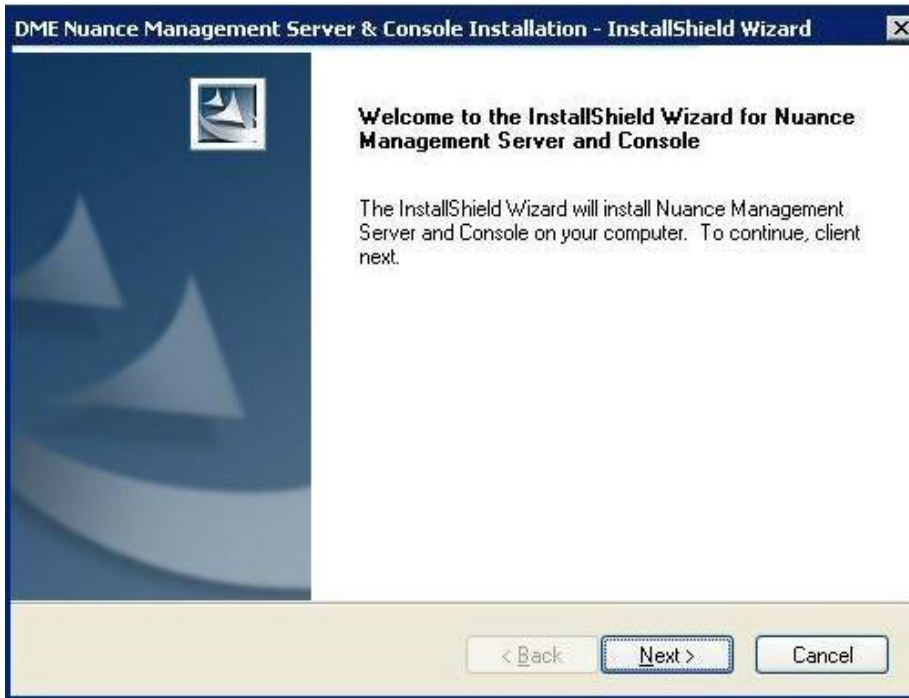 DME Nuance Management Server & Console Installation - InstallShield Wizard
Welcome to the InstallShield Wizard for Nuance
Management Server and Console
The InstallShield Wizard will install Nuance Management
Server and Console on your computer. To continue, client
next.
< Back Next > Cancel